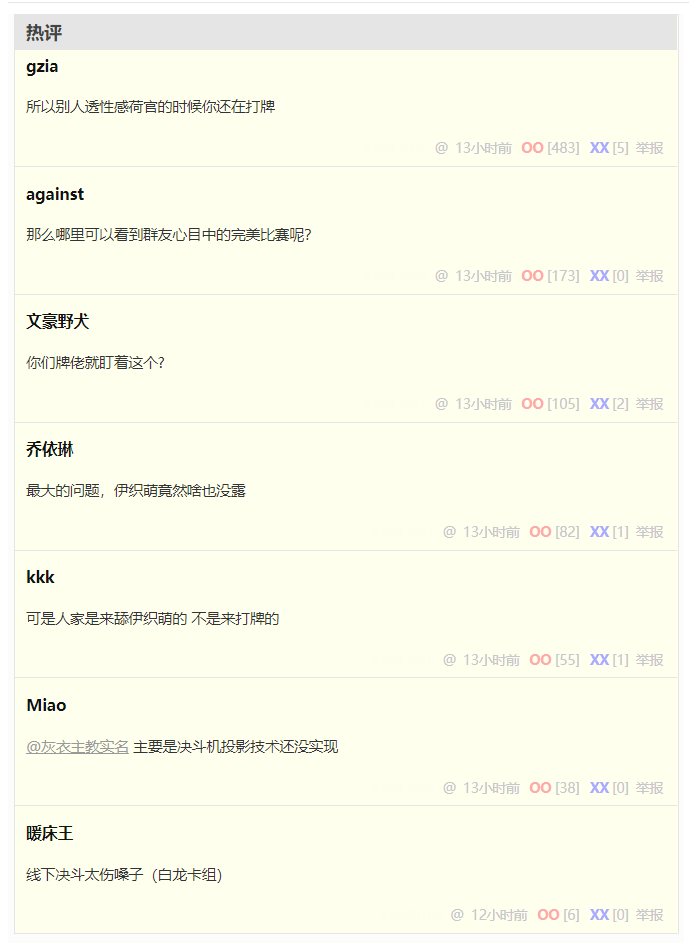 热评
gzia
所以别人透性感荷官的时候你还在打牌
@ 13小时前 OO [483] XX [5] 举报
against
那么哪里可以看到群友心目中的完美比赛呢？
@ 13小时前 OO [173] XX [0] 举报
文豪野犬
你们牌佬就盯着这个？
@ 13小时前 OO [105] XX [2] 举报
乔依琳
最大的问题，伊织萌竟然啥也没露
@ 13小时前 OO [82] XX [1] 举报
kkk
可是人家是来舔伊织萌的 不是来打牌的
@ 13小时前 OO [55] XX [1] 举报
Miao
@灰衣主教实名 主要是决斗机投影技术还没实现
@ 13小时前 OO [38] XX [0] 举报
暖床王
线下决斗太伤嗓子（白龙卡组）
@ 12小时前 OO [6] XX [0] 举报